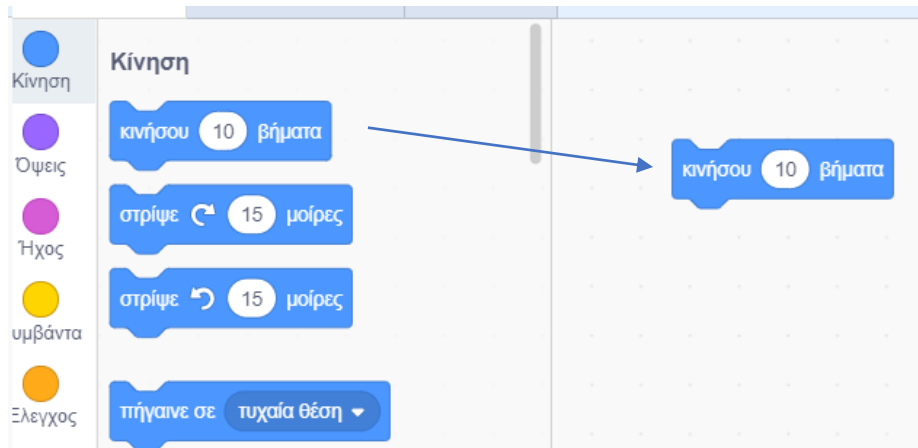 Κίνηση
Όψεις
Ήχος
υμβάντα
Έλεγχος
Κίνηση
κινήσου 10 βήματα
στρίψε 15 μοίρες
στρίψε 15 μοίρες
πήγαινε σε τυχαία θέση
κινήσου 10 βήματα